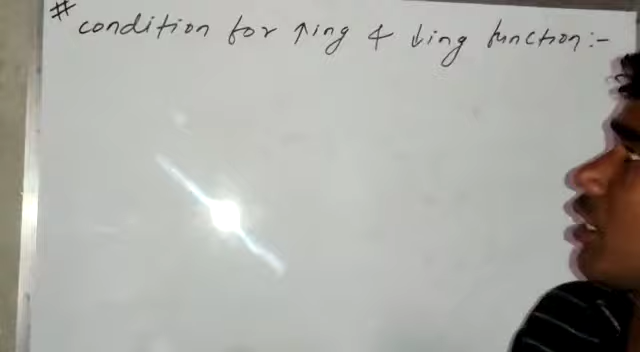 # condition for ↑ing & ↓ing function:-